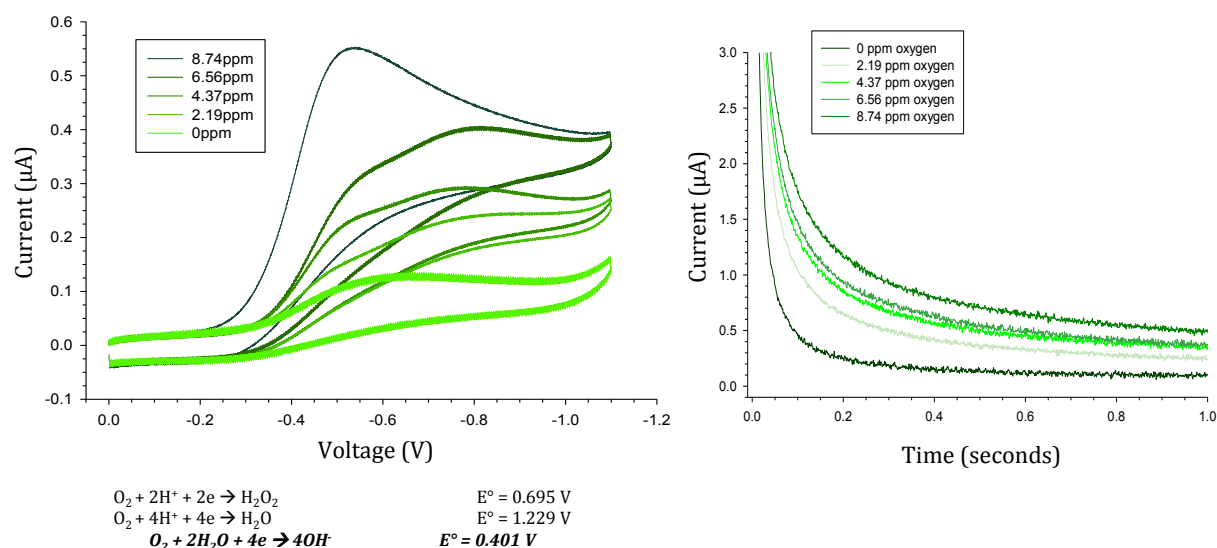 0.6
0.5
0.4
0.3
0.2
0.1
0.0
-0.1
Current (µA)
8.74ppm
6.56ppm
4.37ppm
2.19ppm
0ppm
0.0 -0.2 -0.4 -0.6 -0.8 -1.0 -1.2
Voltage (V)
3.0
2.5
2.0
1.5
1.0
0.5
0.0
Current (µA)
0 ppm oxygen
2.19 ppm oxygen
4.37 ppm oxygen
6.56 ppm oxygen
8.74 ppm oxygen
0.0 0.2 0.4 0.6 0.8 1.0
Time (seconds)
O₂ + 2H⁺ + 2e → H₂O₂ E° = 0.695 V
O₂ + 4H⁺ + 4e → H₂O E° = 1.229 V
O₂ + 2H₂O + 4e → 4OH⁻ E° = 0.401 V